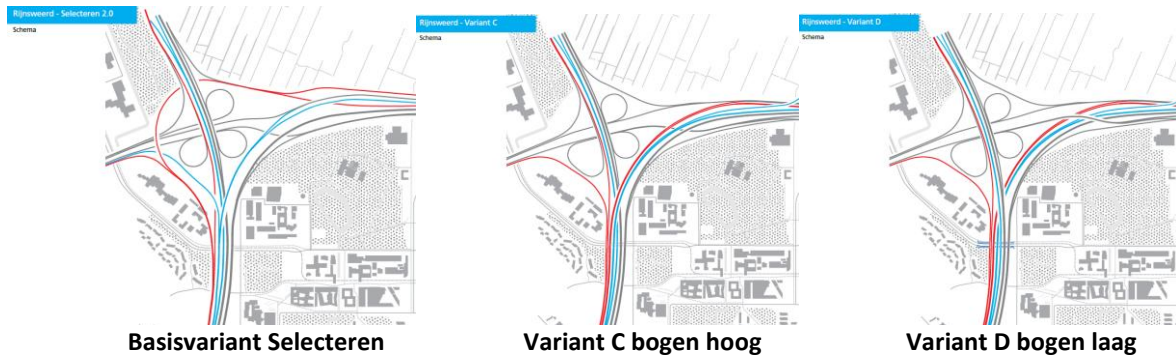 Rijnsweerd - Selecteren 2.0
Schema
Rijnsweerd - Variant C
Schema
Rijnsweerd - Variant D
Schema
Basisvariant Selecteren
Variant C bogen hoog
Variant D bogen laag